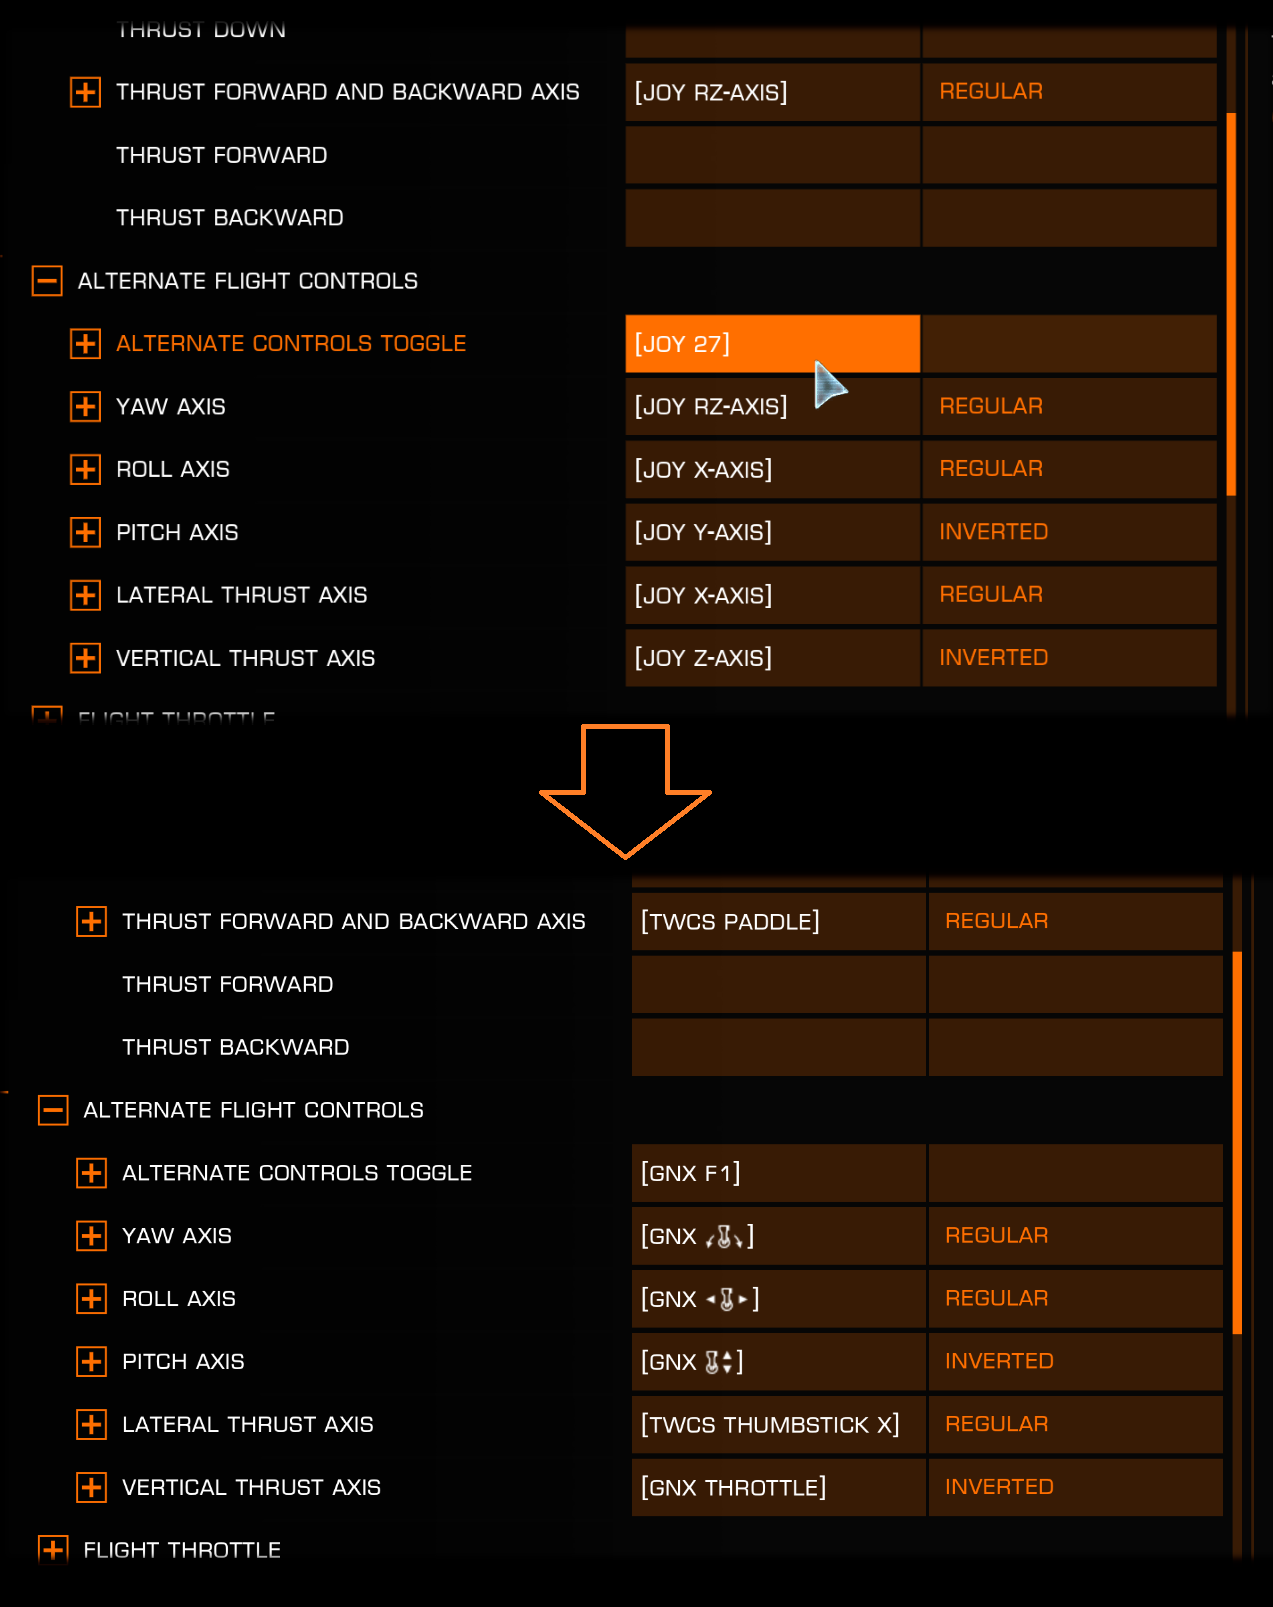 THRUST DOWN
THRUST FORWARD AND BACKWARD AXIS [JOY RZ-AXIS] REGULAR
THRUST FORWARD
THRUST BACKWARD
ALTERNATE FLIGHT CONTROLS
ALTERNATE CONTROLS TOGGLE [JOY 27]
YAW AXIS [JOY RZ-AXIS] REGULAR
ROLL AXIS [JOY X-AXIS] REGULAR
PITCH AXIS [JOY Y-AXIS] INVERTED
LATERAL THRUST AXIS [JOY X-AXIS] REGULAR
VERTICAL THRUST AXIS [JOY Z-AXIS] INVERTED
FLIGHT THROTTLE
THRUST FORWARD AND BACKWARD AXIS [TWCS PADDLE] REGULAR
THRUST FORWARD
THRUST BACKWARD
ALTERNATE FLIGHT CONTROLS
ALTERNATE CONTROLS TOGGLE [GNX F1]
YAW AXIS [GNX ] REGULAR
ROLL AXIS [GNX ] REGULAR
PITCH AXIS [GNX ] INVERTED
LATERAL THRUST AXIS [TWCS THUMBSTICK X] REGULAR
VERTICAL THRUST AXIS [GNX THROTTLE] INVERTED
FLIGHT THROTTLE